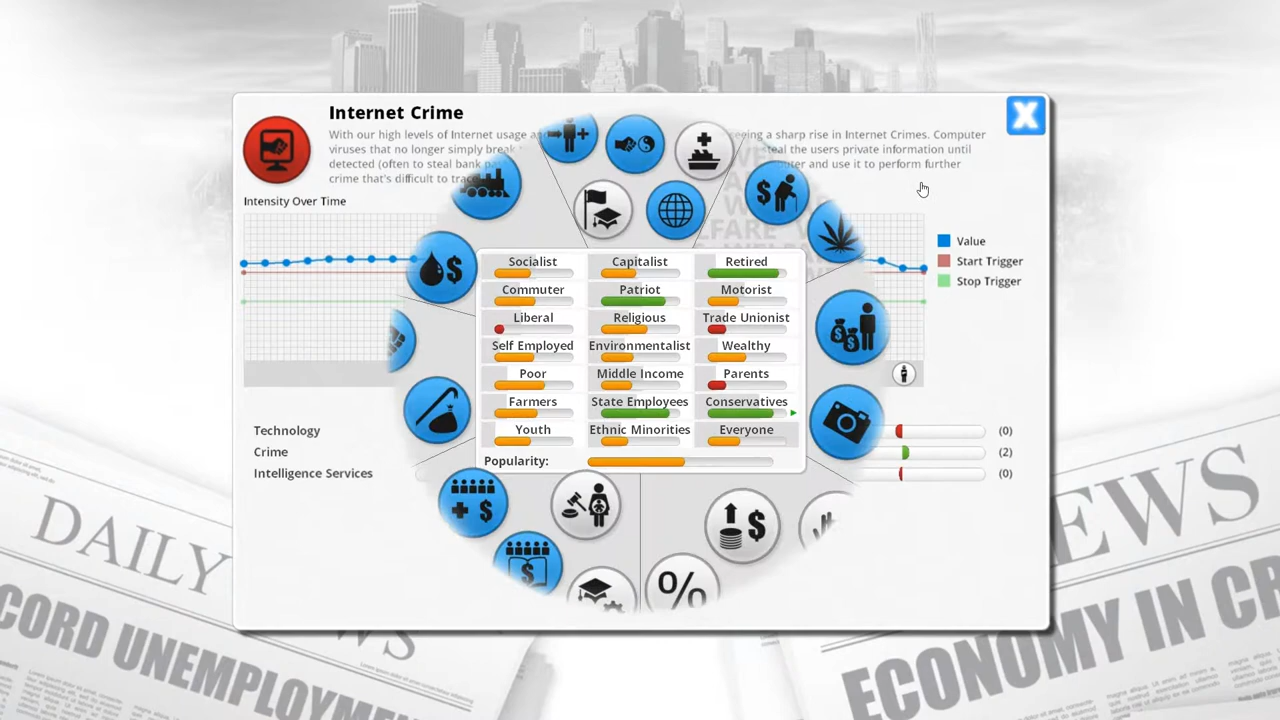 Internet Crime
With our high levels of Internet usage seeing a sharp rise in Internet Crimes. Computer
viruses that no longer simply break steal the users private information until
detected (often to steal bank and use it to perform further
crime that's difficult to
Intensity Over Time
Value
Start Trigger
Stop Trigger
Socialist Capitalist Retired
Commuter Patriot Motorist
Liberal Religious Trade Unionist
Self Employed Environmentalist Wealthy
Poor Middle Income Parents
Farmers State Employees Conservatives
Youth Ethnic Minorities Everyone
Popularity:
Technology (0)
Crime (2)
Intelligence Services (0)
%
DAILY
NEWS
CORD UNEMPLOYME
ECONOMY IN CR